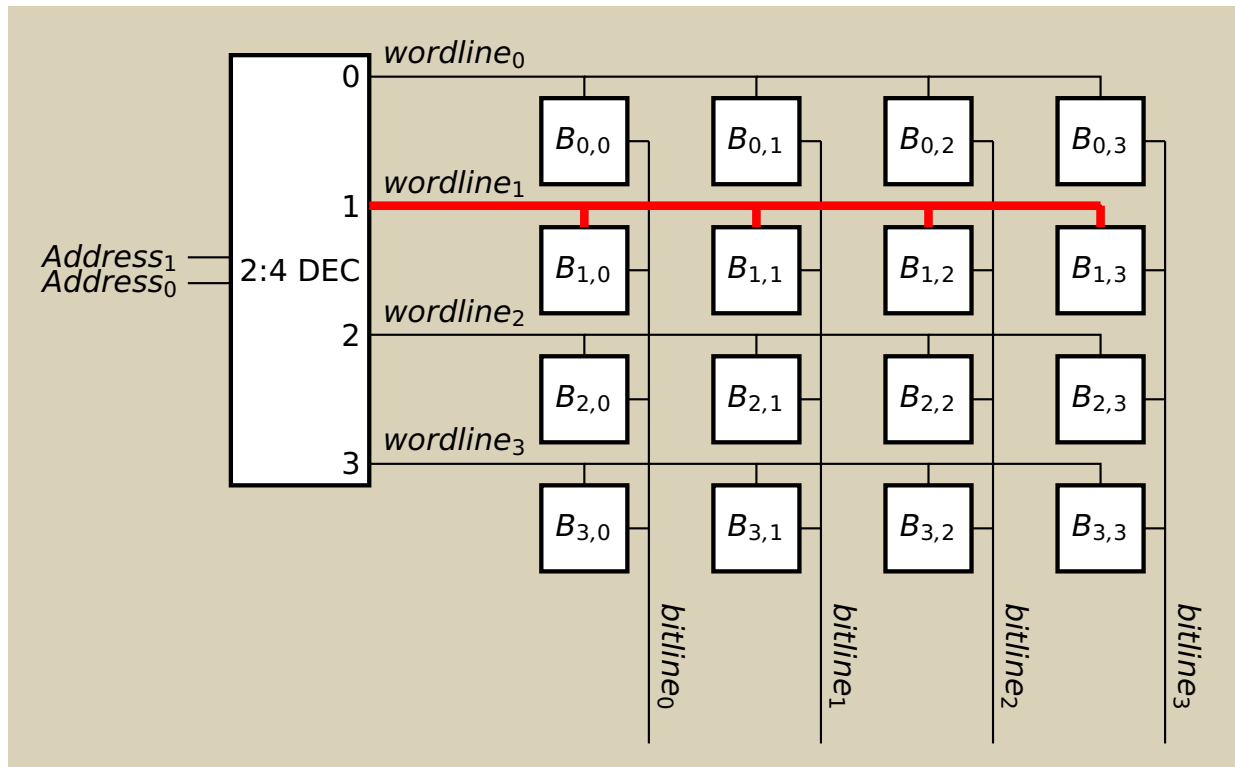 wordline₀
0
B₀,₀ B₀,₁ B₀,₂ B₀,₃
wordline₁
1
Address₁
Address₀
2:4 DEC
B₁,₀ B₁,₁ B₁,₂ B₁,₃
wordline₂
2
B₂,₀ B₂,₁ B₂,₂ B₂,₃
wordline₃
3
B₃,₀ B₃,₁ B₃,₂ B₃,₃
bitline₀
bitline₁
bitline₂
bitline₃